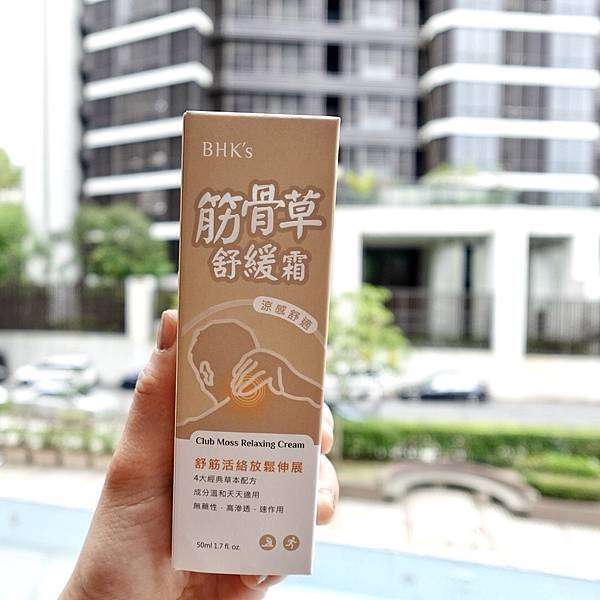 BHK's
筋骨草
舒緩霜
涼感舒適
Club Moss Relaxing Cream
舒筋活絡放鬆伸展
4大經典草本配方
成分溫和天天適用
無藥性．高滲透．速作用
50ml 1.7 fl. oz.